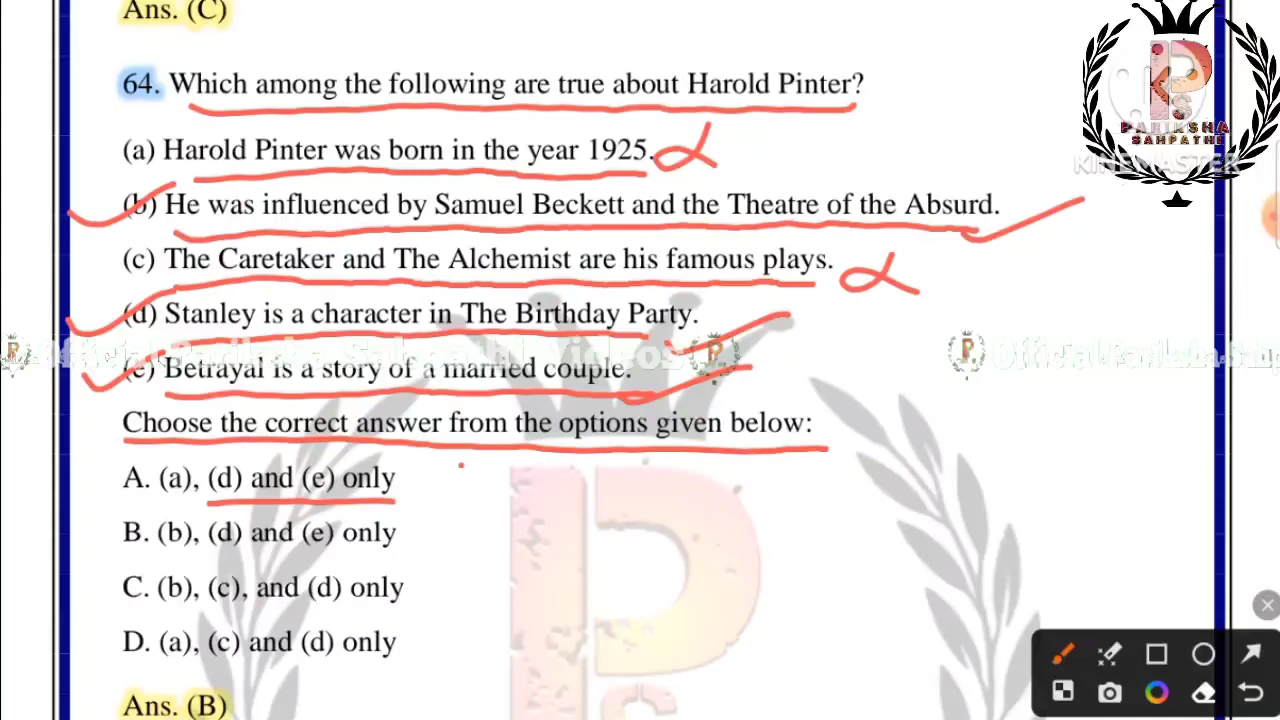 Ans. (C)
64. Which among the following are true about Harold Pinter?
(a) Harold Pinter was born in the year 1925.
(b) He was influenced by Samuel Beckett and the Theatre of the Absurd.
(c) The Caretaker and The Alchemist are his famous plays.
(d) Stanley is a character in The Birthday Party.
(e) Betrayal is a story of a married couple.
Choose the correct answer from the options given below:
A. (a), (d) and (e) only
B. (b), (d) and (e) only
C. (b), (c), and (d) only
D. (a), (c) and (d) only
Ans. (B)
PARIKSHA
SAHPATHI
KINEMASTER